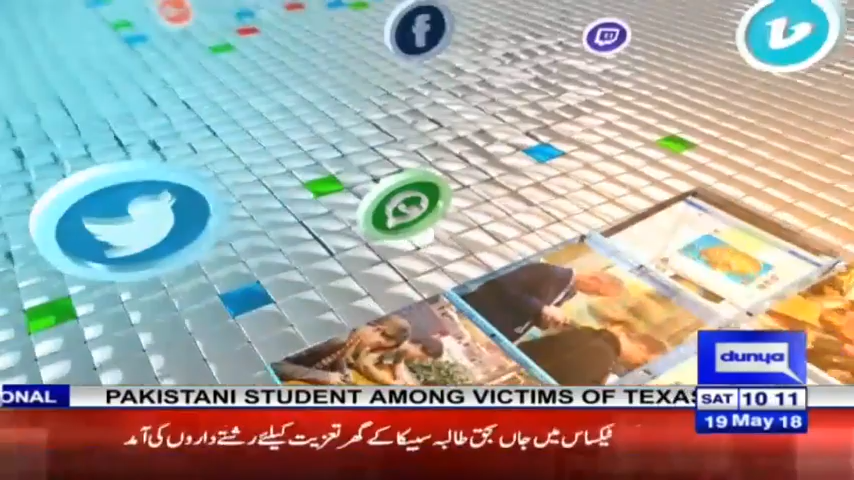 dunya
ONAL PAKISTANI STUDENT AMONG VICTIMS OF TEXAS
SAT 10 11
19 May 18
ٹیکساس میں جاں بحق طالبہ سبیکا کے گھر تعزیت کیلئے رشتے داروں کی آمد